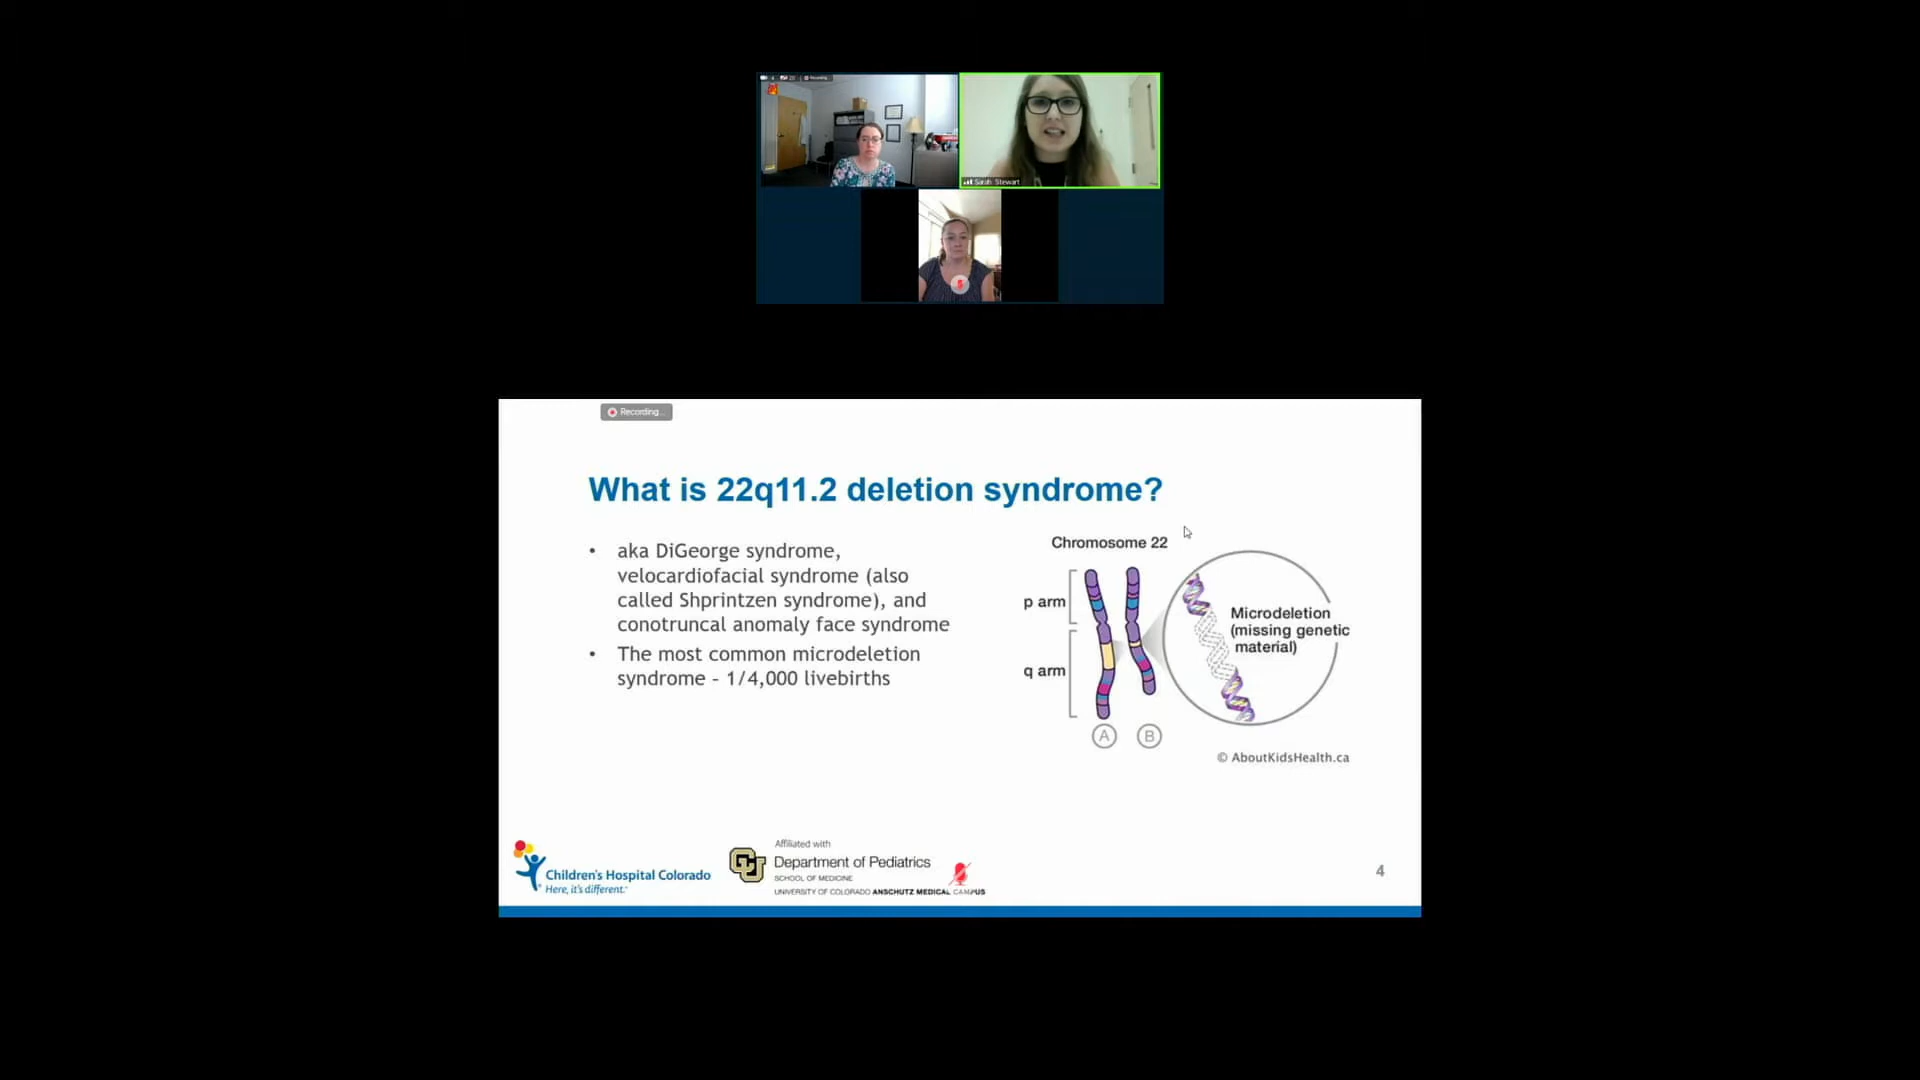 Recording...
Sarah Stewart
Recording...
What is 22q11.2 deletion syndrome?
• aka DiGeorge syndrome,
velocardiofacial syndrome (also
called Shprintzen syndrome), and
conotruncal anomaly face syndrome
• The most common microdeletion
syndrome - 1/4,000 livebirths
Chromosome 22
p arm
q arm
A
B
Microdeletion
(missing genetic
material)
© AboutKidsHealth.ca
Children's Hospital Colorado
Here, it's different.
CU
Affiliated with
Department of Pediatrics
SCHOOL OF MEDICINE
UNIVERSITY OF COLORADO ANSCHUTZ MEDICAL CAMPUS
4